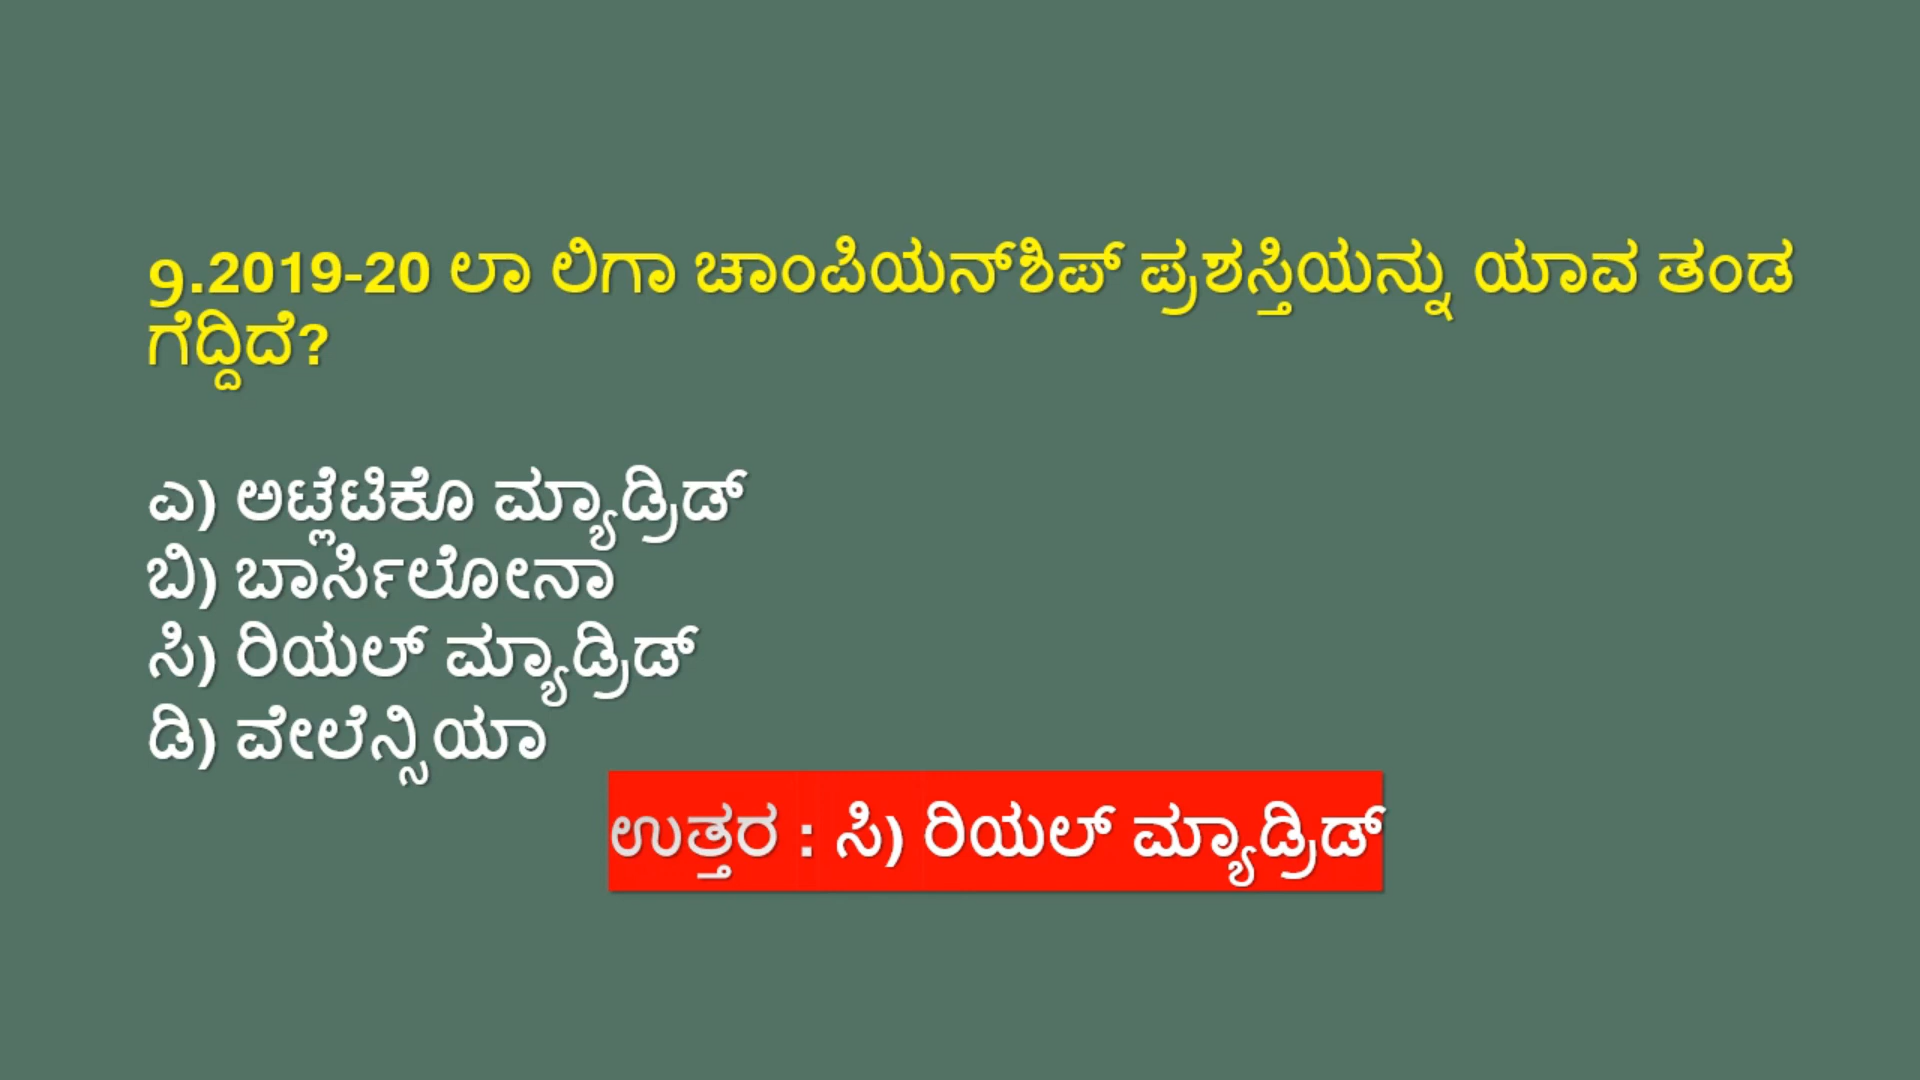 9.2019-20 ಲಾ ಲಿಗಾ ಚಾಂಪಿಯನ್‌ಶಿಪ್ ಪ್ರಶಸ್ತಿಯನ್ನು ಯಾವ ತಂಡ
ಗೆದ್ದಿದೆ?
ಎ) ಅಟ್ಲೆಟಿಕೊ ಮ್ಯಾಡ್ರಿಡ್
ಬಿ) ಬಾರ್ಸಿಲೋನಾ
ಸಿ) ರಿಯಲ್ ಮ್ಯಾಡ್ರಿಡ್
ಡಿ) ವೇಲೆನ್ಸಿಯಾ
ಉತ್ತರ : ಸಿ) ರಿಯಲ್ ಮ್ಯಾಡ್ರಿಡ್